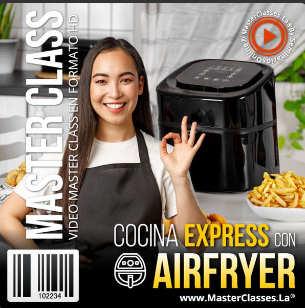 MASTER CLASS
VIDEO MASTER CLASS EN FORMATO HD
COCINA EXPRESS CON
AIRFRYER
www.MasterClasses.La®
102234